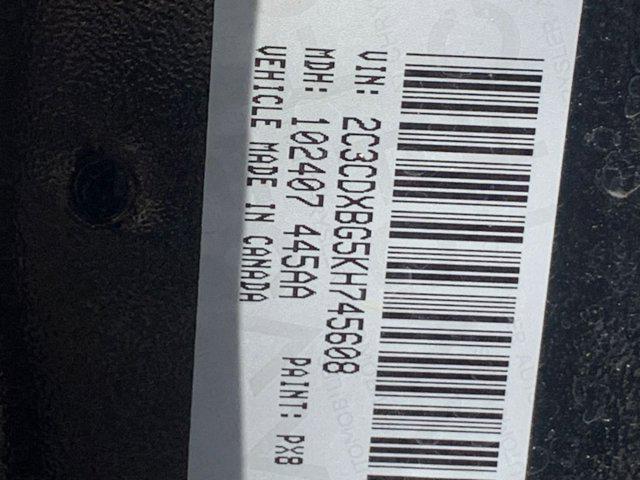 VIN: 2C3CDXBG5KH745608
MDH: 102407 445AA PAINT: PX8
VEHICLE MADE IN CANADA